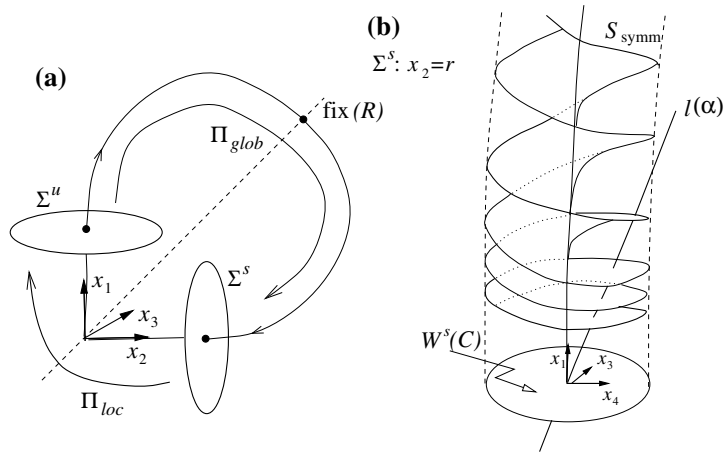 (a)
fix(R)
Π_glob
Σ^u
Σ^s
x_1
x_3
x_2
Π_loc
(b)
Σ^s: x_2=r
S_symm
l(α)
W^s(C)
x_1
x_3
x_4